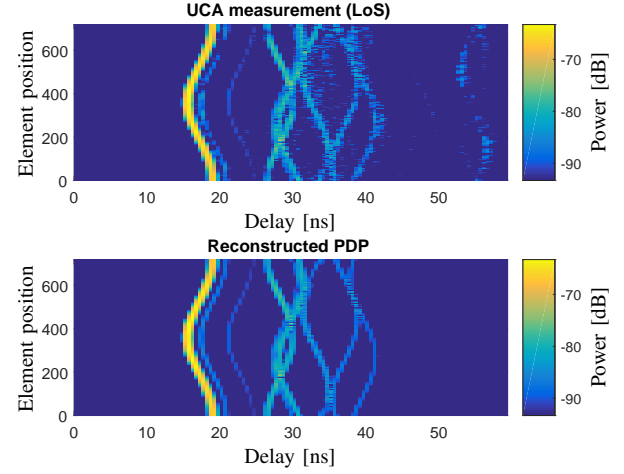 UCA measurement (LoS)
Element position
600
400
200
0
0 10 20 30 40 50
Delay [ns]
-70
-80
-90
Power [dB]
Reconstructed PDP
Element position
600
400
200
0
0 10 20 30 40 50
Delay [ns]
-70
-80
-90
Power [dB]